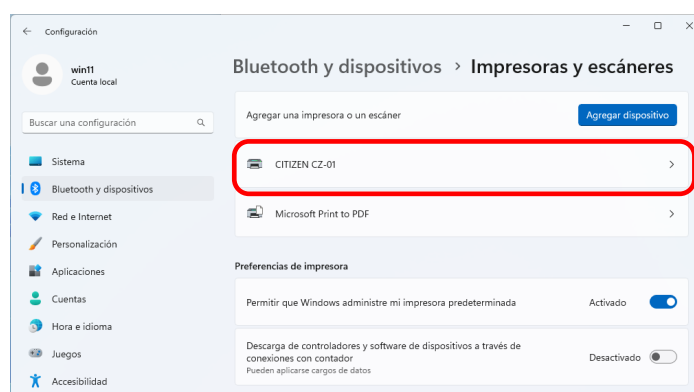 Configuración
win11
Cuenta local
Buscar una configuración
Sistema
Bluetooth y dispositivos
Red e Internet
Personalización
Aplicaciones
Cuentas
Hora e idioma
Juegos
Accesibilidad
Bluetooth y dispositivos > Impresoras y escáneres
Agregar una impresora o un escáner
Agregar dispositivo
CITIZEN CZ-01
Microsoft Print to PDF
Preferencias de impresora
Permitir que Windows administre mi impresora predeterminada
Activado
Descarga de controladores y software de dispositivos a través de
conexiones con contador
Pueden aplicarse cargos de datos
Desactivado